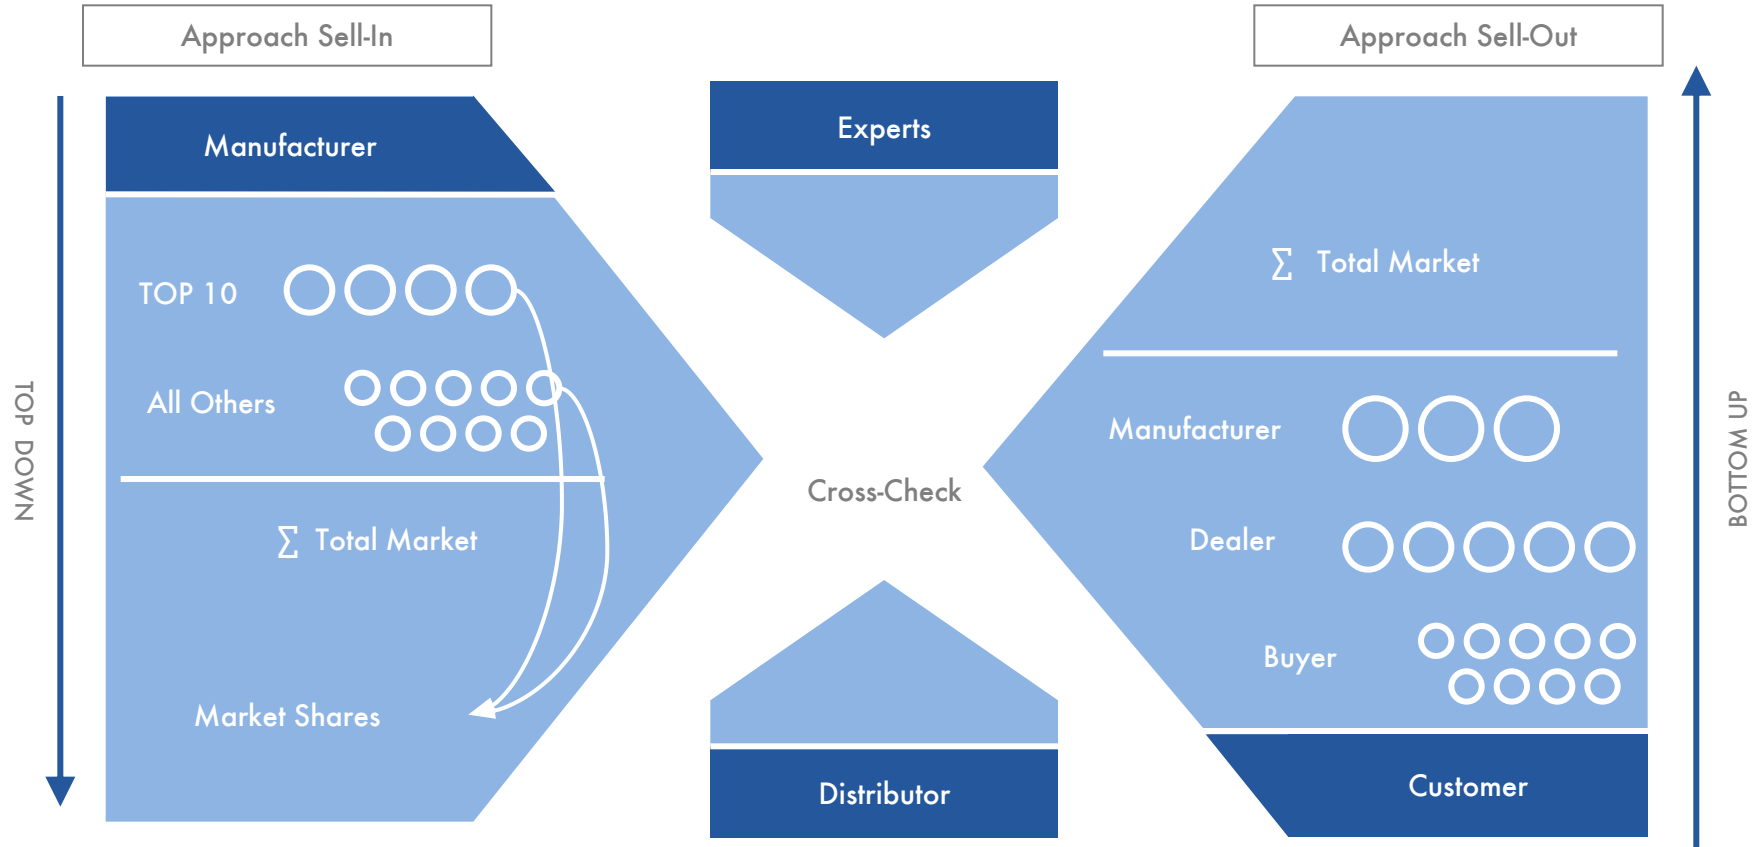 Approach Sell-In
Approach Sell-Out
Manufacturer
TOP 10
All Others
∑ Total Market
Market Shares
TOP DOWN
Experts
Cross-Check
Distributor
∑ Total Market
Manufacturer
Dealer
Buyer
Customer
BOTTOM UP